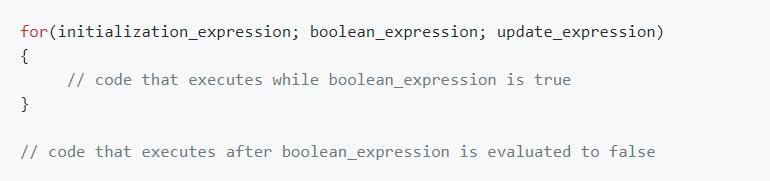 for(initialization_expression; boolean_expression; update_expression)
{
// code that executes while boolean_expression is true
}
// code that executes after boolean_expression is evaluated to false